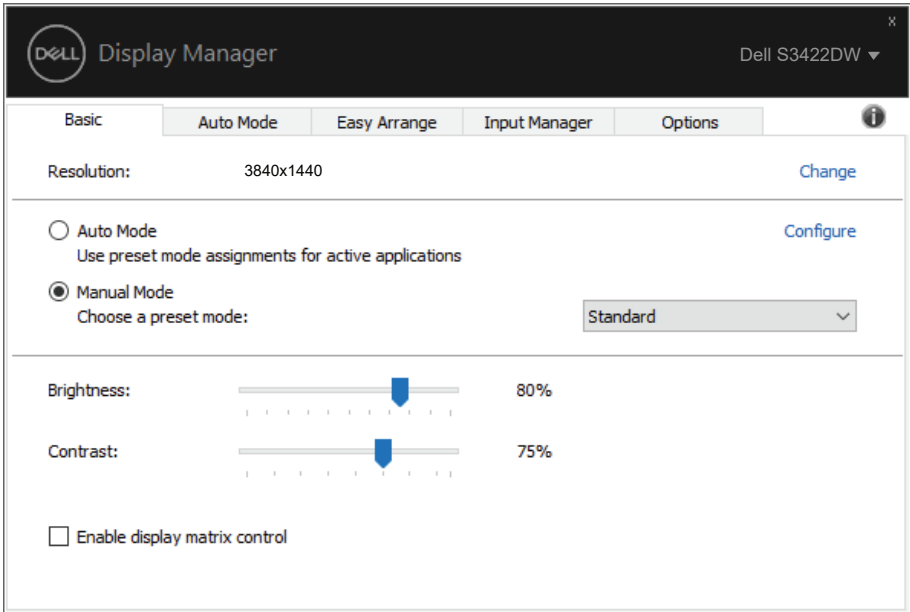 x
DELL Display Manager
Dell S3422DW
Basic Auto Mode Easy Arrange Input Manager Options i
Resolution: 3840x1440 Change
Auto Mode Configure
Use preset mode assignments for active applications
Manual Mode
Choose a preset mode: Standard
Brightness: 80%
Contrast: 75%
Enable display matrix control